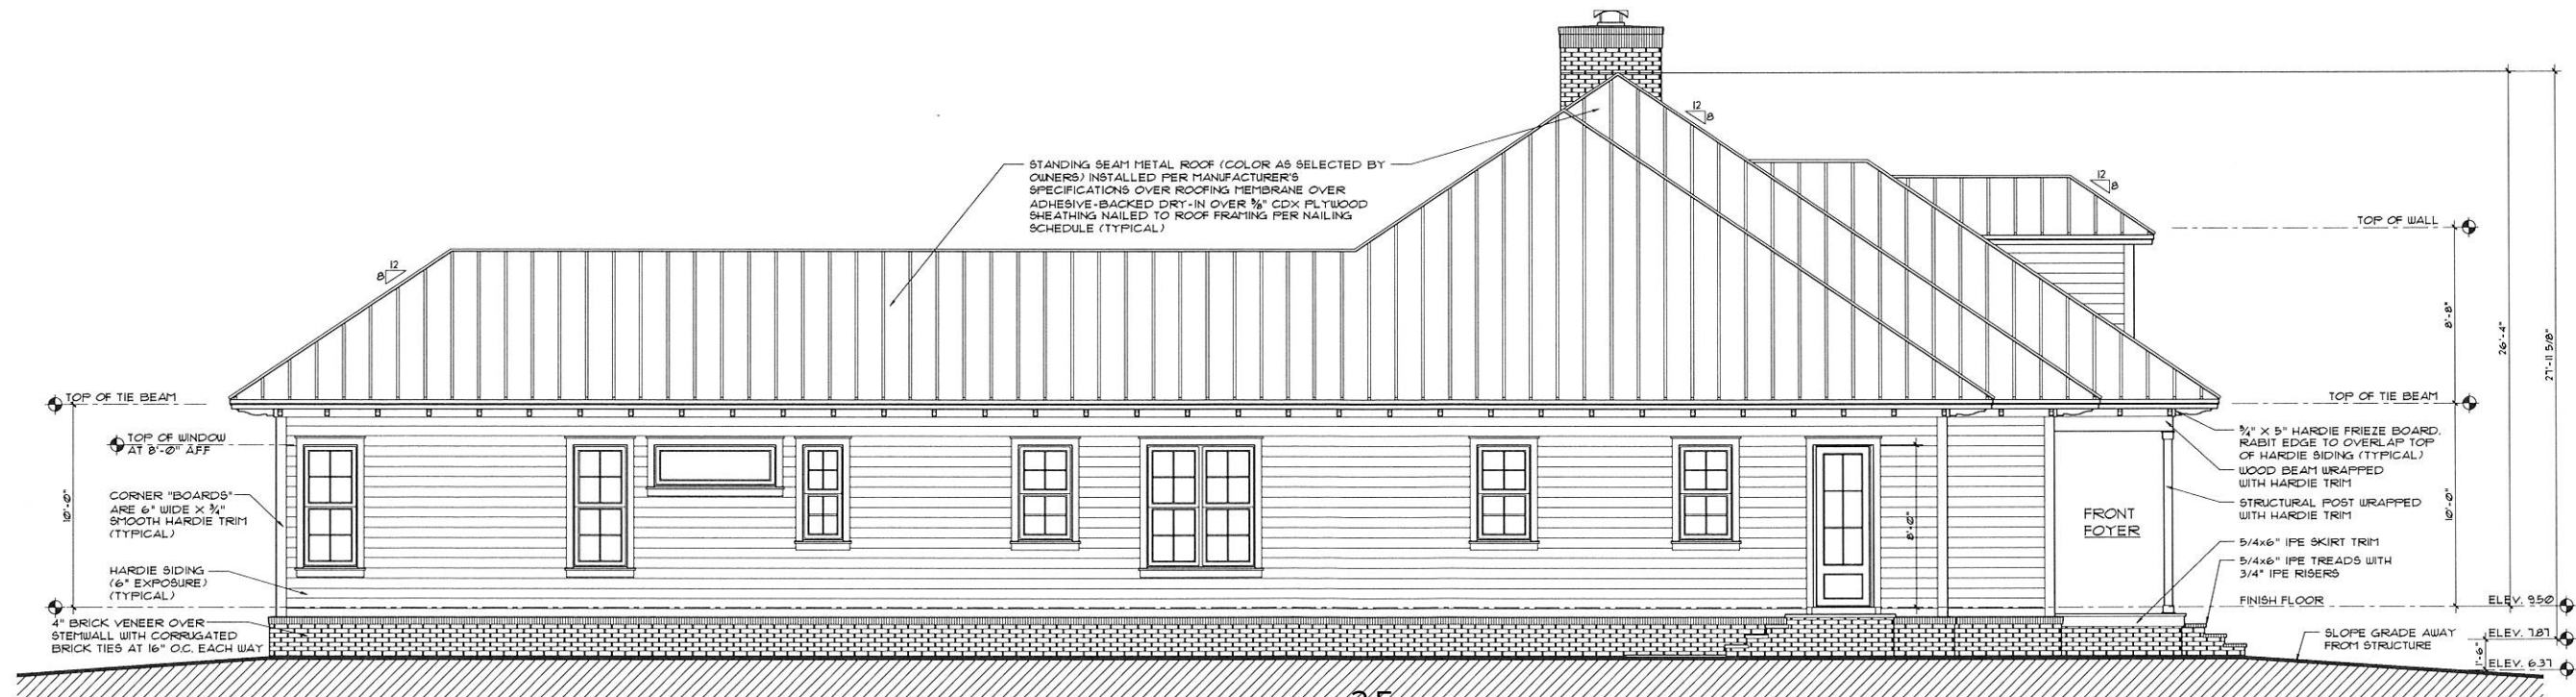 12
8
STANDING SEAM METAL ROOF (COLOR AS SELECTED BY
OWNERS) INSTALLED PER MANUFACTURER'S
SPECIFICATIONS OVER ROOFING MEMBRANE OVER
ADHESIVE-BACKED DRY-IN OVER 5/8" CDX PLYWOOD
SHEATHING NAILED TO ROOF FRAMING PER NAILING
SCHEDULE (TYPICAL)
12
8
12
8
TOP OF WALL
8'-8"
26'-4"
27'-11 5/8"
TOP OF TIE BEAM
TOP OF WINDOW
AT 8'-0" AFF
10'-0"
CORNER "BOARDS"
ARE 6" WIDE X 3/4"
SMOOTH HARDIE TRIM
(TYPICAL)
HARDIE SIDING
(6" EXPOSURE)
(TYPICAL)
4" BRICK VENEER OVER
STEMWALL WITH CORRUGATED
BRICK TIES AT 16" O.C. EACH WAY
8'-0"
FRONT
FOYER
TOP OF TIE BEAM
3/4" X 5" HARDIE FRIEZE BOARD.
RABIT EDGE TO OVERLAP TOP
OF HARDIE SIDING (TYPICAL)
WOOD BEAM WRAPPED
WITH HARDIE TRIM
STRUCTURAL POST WRAPPED
WITH HARDIE TRIM
10'-0"
5/4x6" IPE SKIRT TRIM
5/4x6" IPE TREADS WITH
3/4" IPE RISERS
FINISH FLOOR
ELEV. 9.50
SLOPE GRADE AWAY
FROM STRUCTURE
ELEV. 7.87
1'-6"
ELEV. 6.37